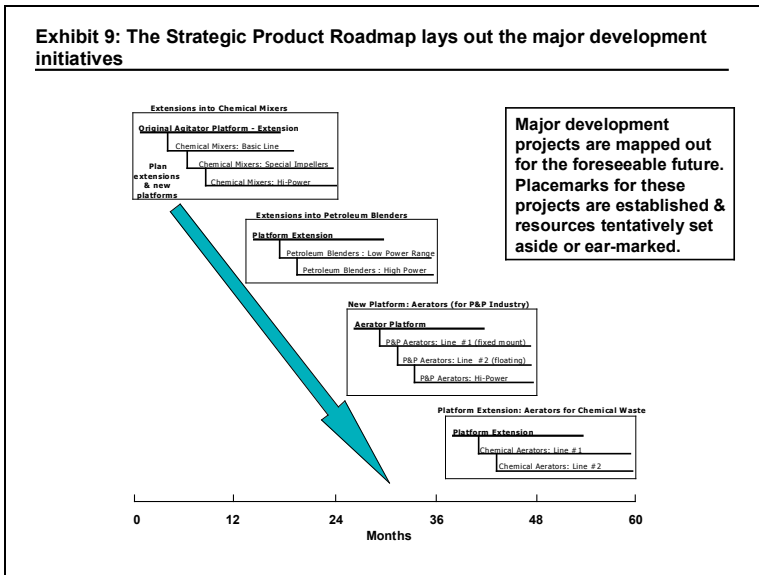 Exhibit 9: The Strategic Product Roadmap lays out the major development
initiatives
Extensions into Chemical Mixers
Original Agitator Platform - Extension
Chemical Mixers: Basic Line
Chemical Mixers: Special Impellers
Chemical Mixers: Hi-Power
Plan
extensions
& new
platforms
Major development
projects are mapped out
for the foreseeable future.
Placemarks for these
projects are established &
resources tentatively set
aside or ear-marked.
Extensions into Petroleum Blenders
Platform Extension
Petroleum Blenders : Low Power Range
Petroleum Blenders : High Power
New Platform: Aerators (for P&P Industry)
Aerator Platform
P&P Aerators: Line #1 (fixed mount)
P&P Aerators: Line #2 (floating)
P&P Aerators: Hi-Power
Platform Extension: Aerators for Chemical Waste
Platform Extension
Chemical Aerators: Line #1
Chemical Aerators: Line #2
0 12 24 36 48 60
Months